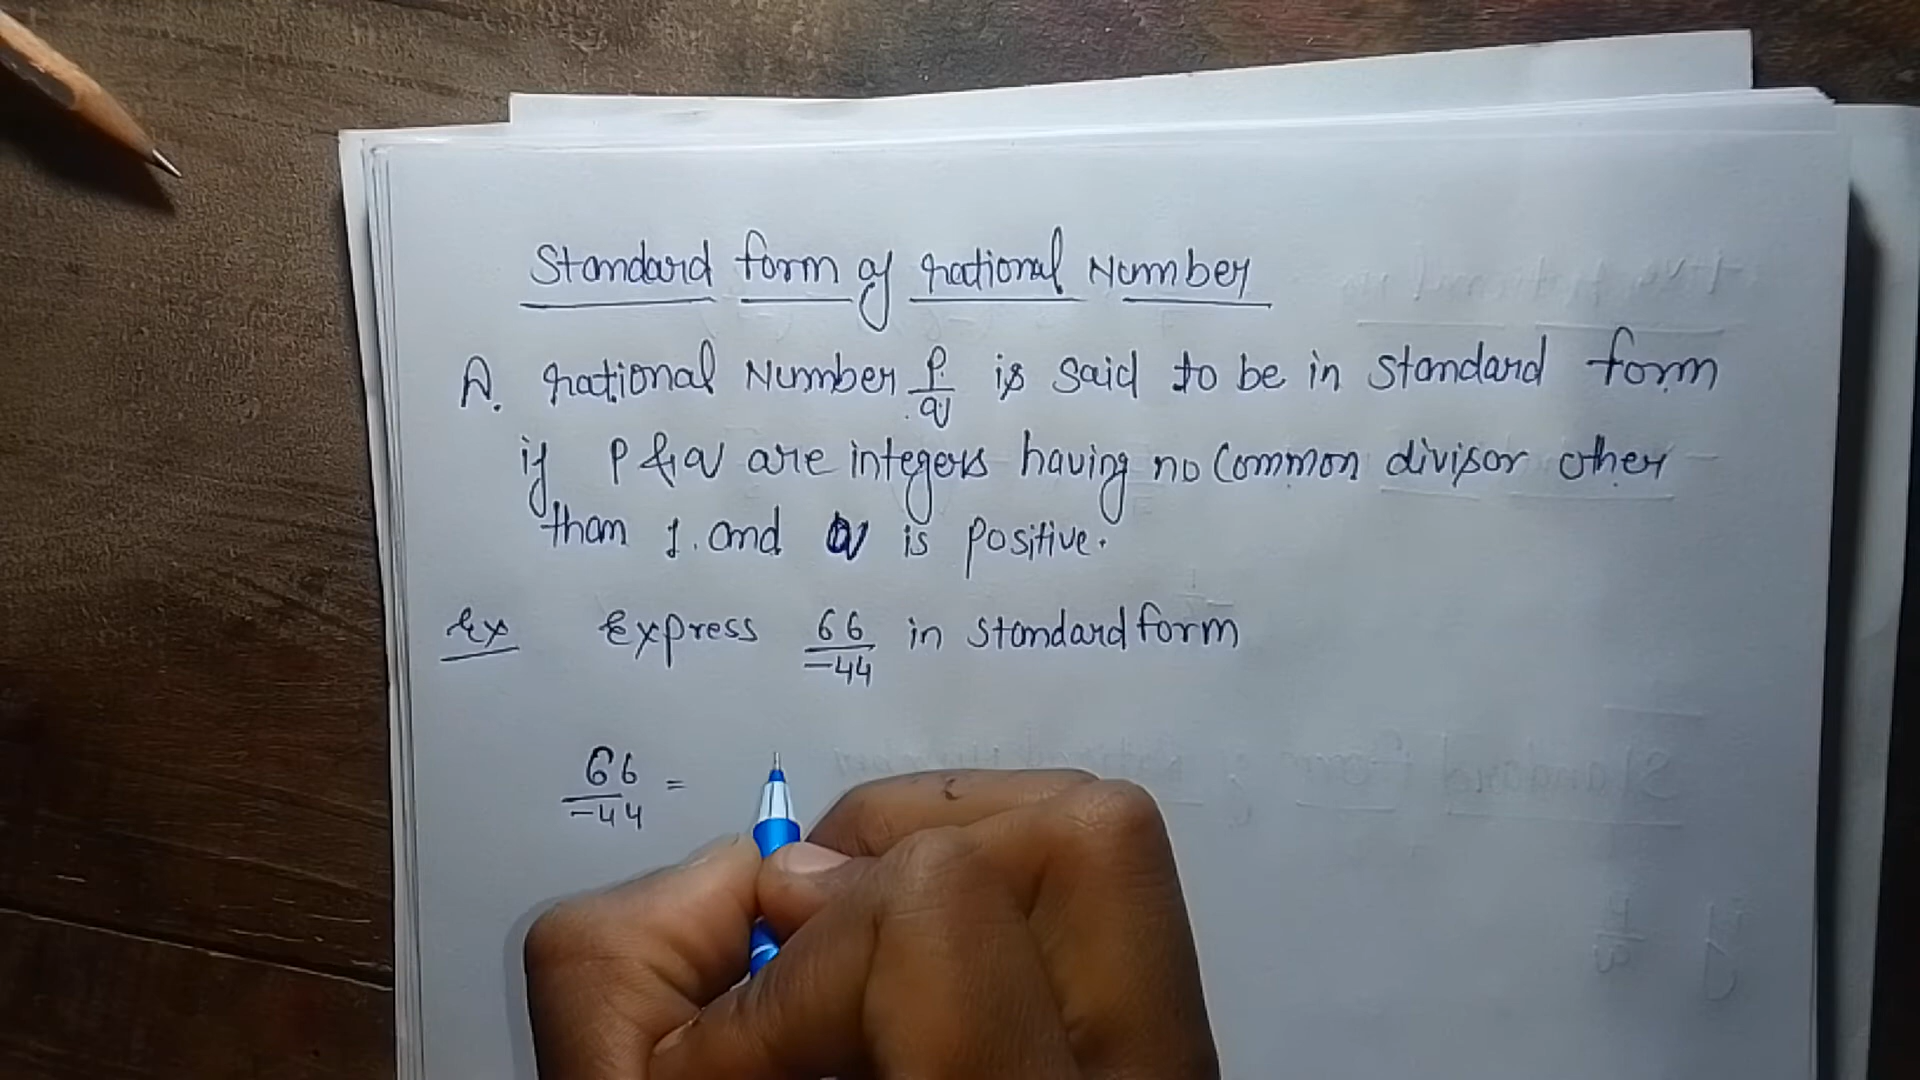 Standard form of rational Number
A. rational Number P/q is said to be in standard form
if P & q are integers having no common divisor other
than 1. and q is positive.
Ex Express 66/-44 in standard form
66/-44 =